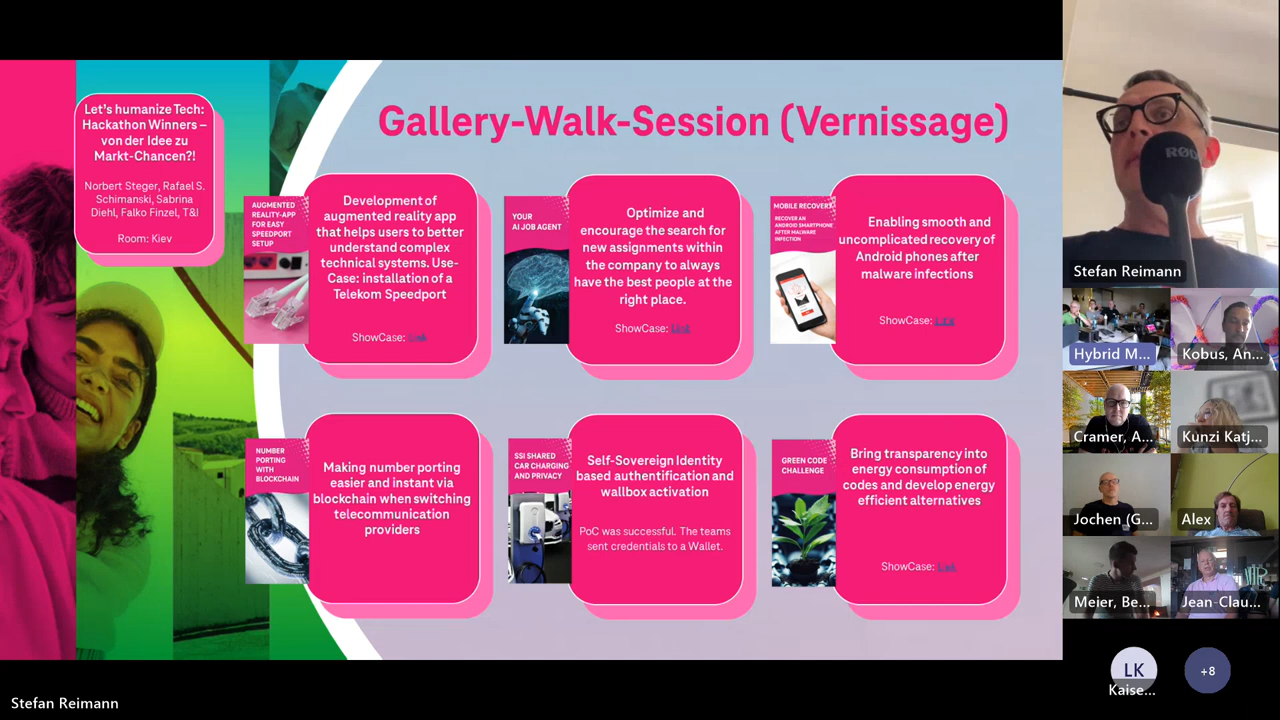 Let's humanize Tech:
Hackathon Winners –
von der Idee zu
Markt-Chancen?!
Norbert Steger, Rafael S.
Schimanski, Sabrina
Diehl, Falko Finzel, T&I
Room: Kiev
Gallery-Walk-Session (Vernissage)
AUGMENTED
REALITY-APP
FOR EASY
SPEEDPORT
SETUP
Development of
augmented reality app
that helps users to better
understand complex
technical systems. Use-
Case: installation of a
Telekom Speedport
ShowCase: Link
YOUR
AI JOB AGENT
Optimize and
encourage the search for
new assignments within
the company to always
have the best people at the
right place.
ShowCase: Link
MOBILE RECOVERY
RECOVER AN
ANDROID SMARTPHONE
AFTER MALWARE
INFECTION
Enabling smooth and
uncomplicated recovery of
Android phones after
malware infections
ShowCase: Link
NUMBER
PORTING
WITH
BLOCKCHAIN
Making number porting
easier and instant via
blockchain when switching
telecommunication
providers
SSI SHARED
CAR CHARGING
AND PRIVACY
Self-Sovereign Identity
based authentification and
wallbox activation
PoC was successful. The teams
sent credentials to a Wallet.
GREEN CODE
CHALLENGE
Bring transparency into
energy consumption of
codes and develop energy
efficient alternatives
ShowCase: Link
RØDE
Stefan Reimann
Hybrid M...
Kobus, An...
Cramer, A...
Kunzi Katj...
Jochen (G...
Alex
Meier, Be...
Jean-Clau...
LK
Kaise...
+8
Stefan Reimann